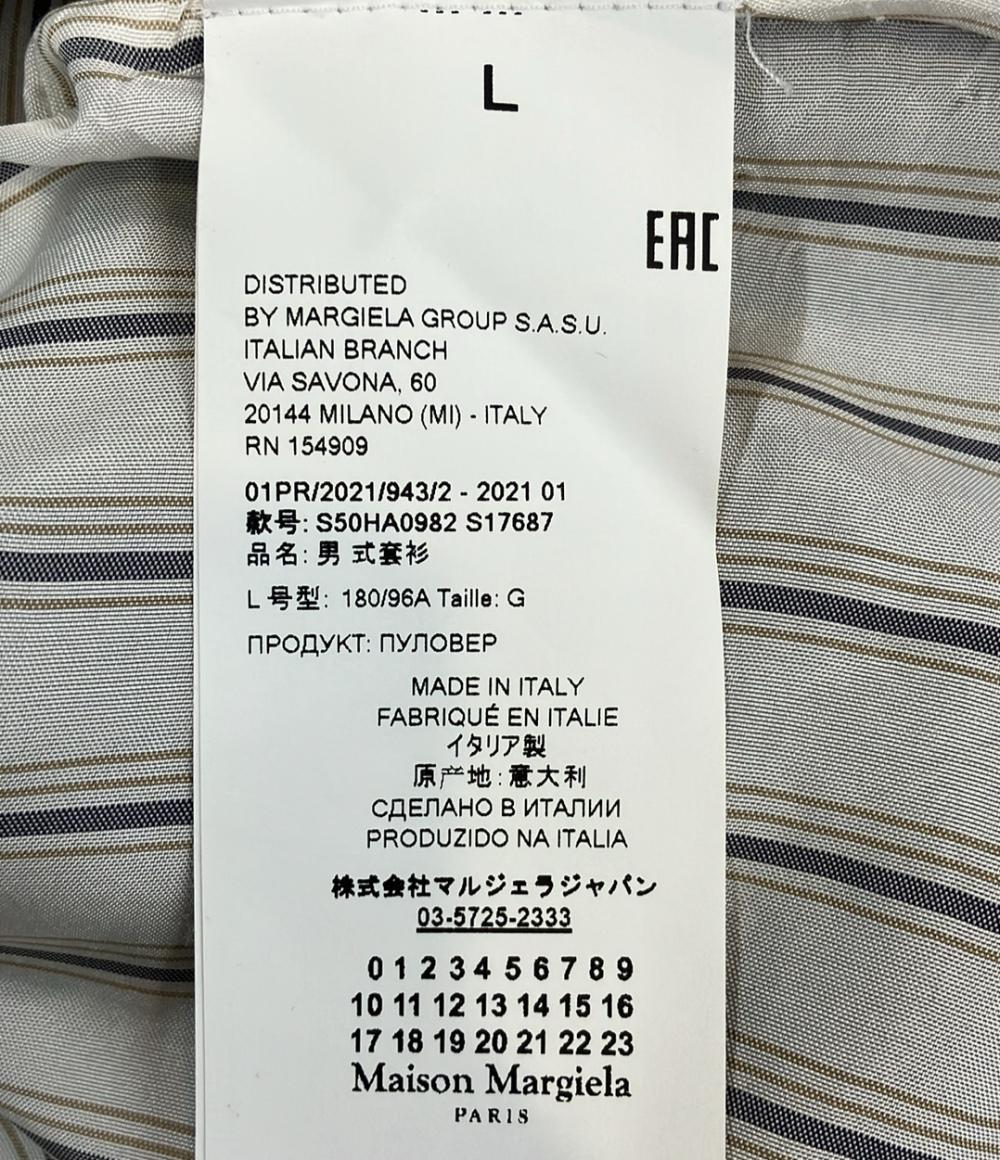 L
EAC
DISTRIBUTED
BY MARGIELA GROUP S.A.S.U.
ITALIAN BRANCH
VIA SAVONA, 60
20144 MILANO (MI) - ITALY
RN 154909
01PR/2021/943/2 - 2021 01
款号: S50HA0982 S17687
品名: 男 式套衫
L 号型: 180/96A Taille: G
ПРОДУКТ: ПУЛОВЕР
MADE IN ITALY
FABRIQUÉ EN ITALIE
イタリア製
原产地: 意大利
СДЕЛАНО В ИТАЛИИ
PRODUZIDO NA ITALIA
株式会社マルジェラジャパン
03-5725-2333
0 1 2 3 4 5 6 7 8 9
10 11 12 13 14 15 16
17 18 19 20 21 22 23
Maison Margiela
PARIS